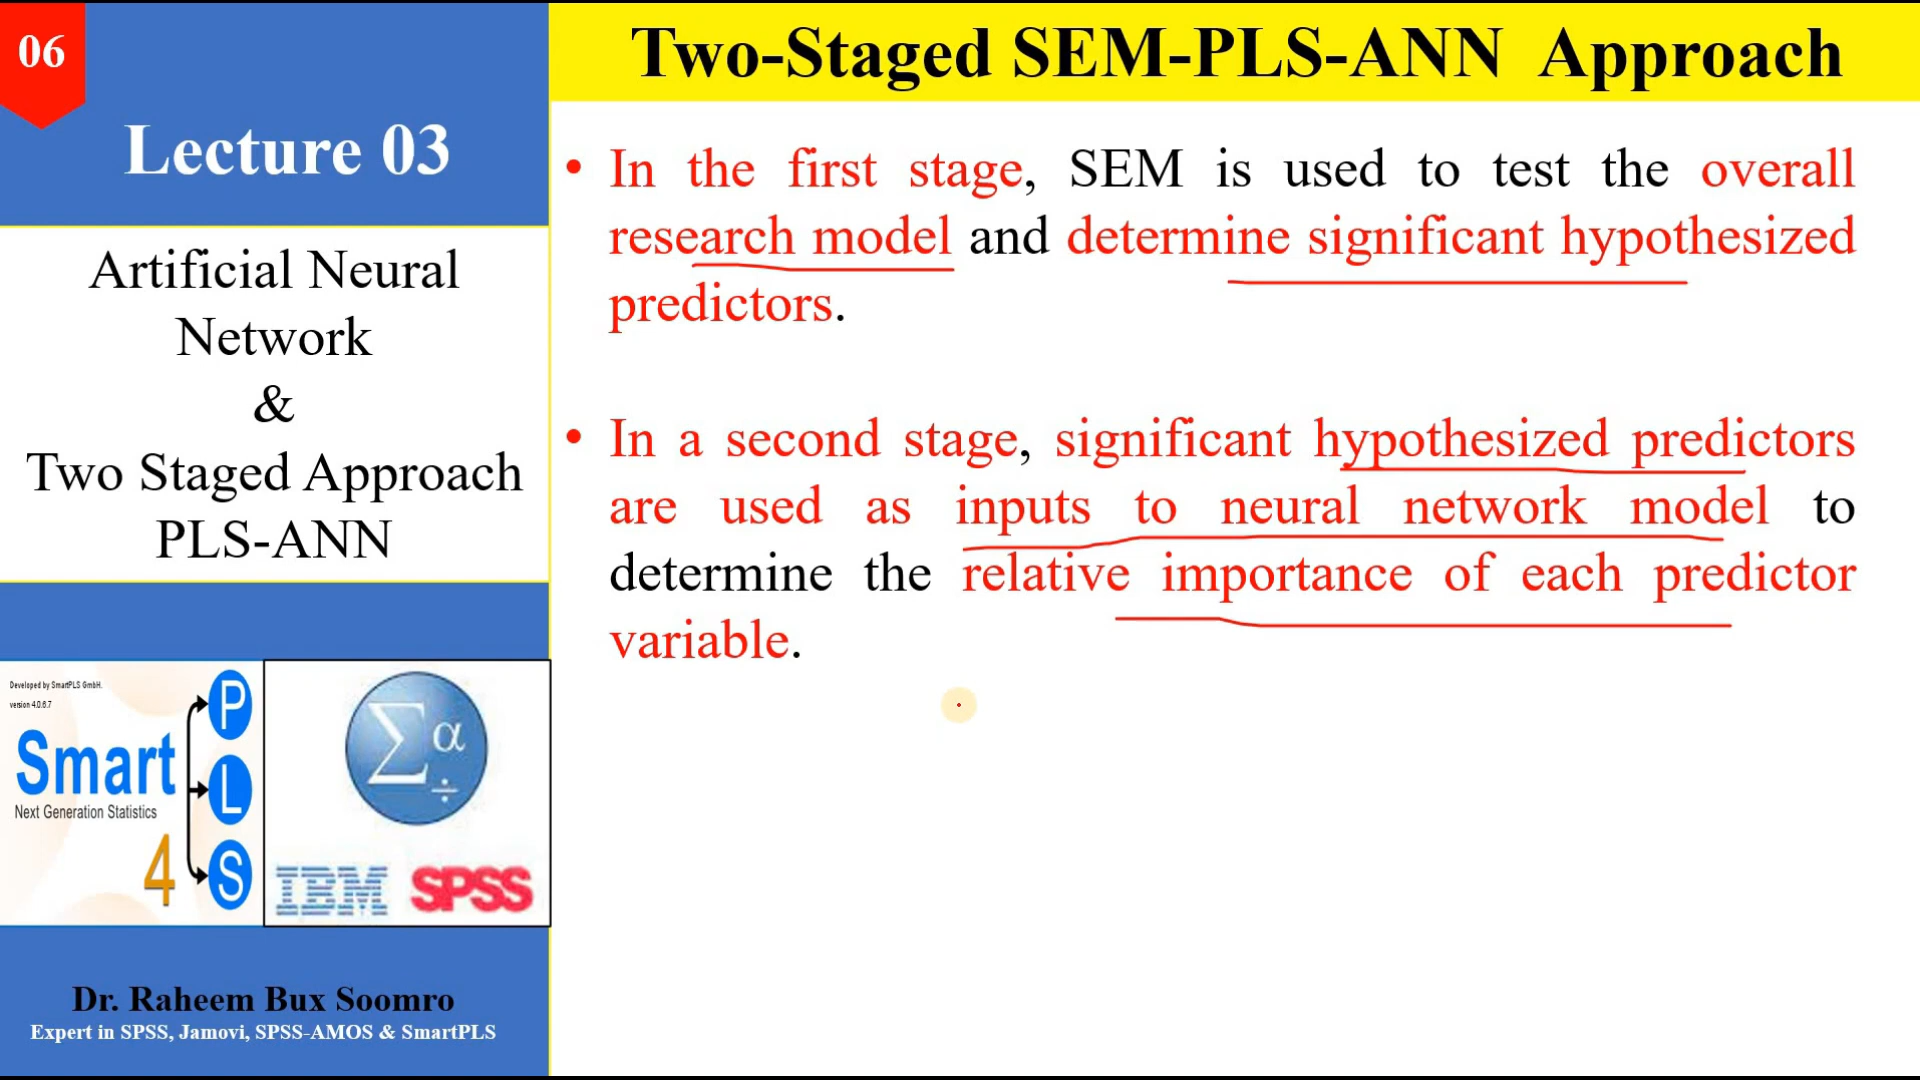 06
Lecture 03
Artificial Neural
Network
&
Two Staged Approach
PLS-ANN
Developed by SmartPLS GmbH.
version 4.0.6.7
Smart
Next Generation Statistics
4
P
L
S
Σ α ÷
IBM SPSS
Dr. Raheem Bux Soomro
Expert in SPSS, Jamovi, SPSS-AMOS & SmartPLS
Two-Staged SEM-PLS-ANN Approach
• In the first stage, SEM is used to test the overall
research model and determine significant hypothesized
predictors.
• In a second stage, significant hypothesized predictors
are used as inputs to neural network model to
determine the relative importance of each predictor
variable.